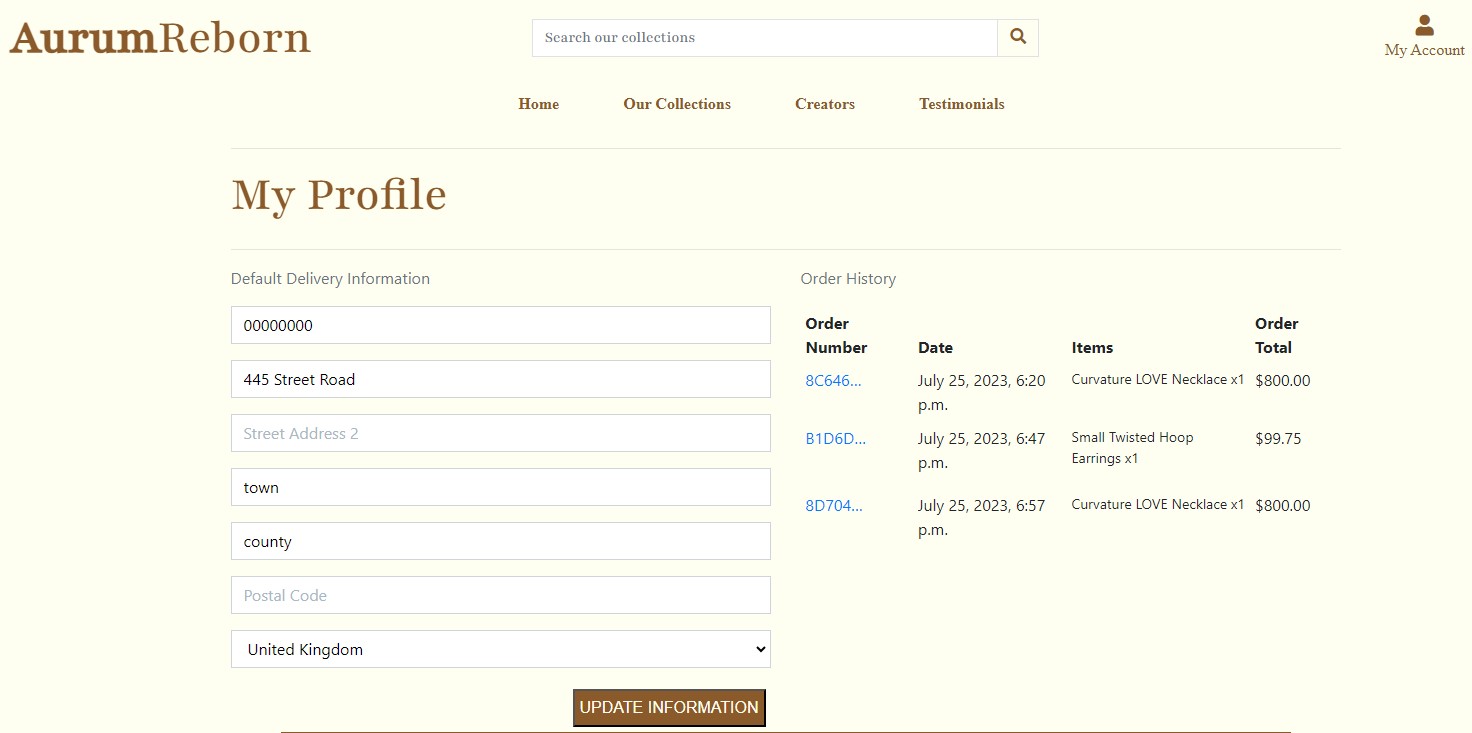 AurumReborn
Search our collections
My Account
Home Our Collections Creators Testimonials
My Profile
Default Delivery Information
00000000
445 Street Road
Street Address 2
town
county
Postal Code
United Kingdom
UPDATE INFORMATION
Order History
Order
Number Date Items Order
Total
8C646... July 25, 2023, 6:20 Curvature LOVE Necklace x1 $800.00
p.m.
B1D6D... July 25, 2023, 6:47 Small Twisted Hoop $99.75
p.m. Earrings x1
8D704... July 25, 2023, 6:57 Curvature LOVE Necklace x1 $800.00
p.m.